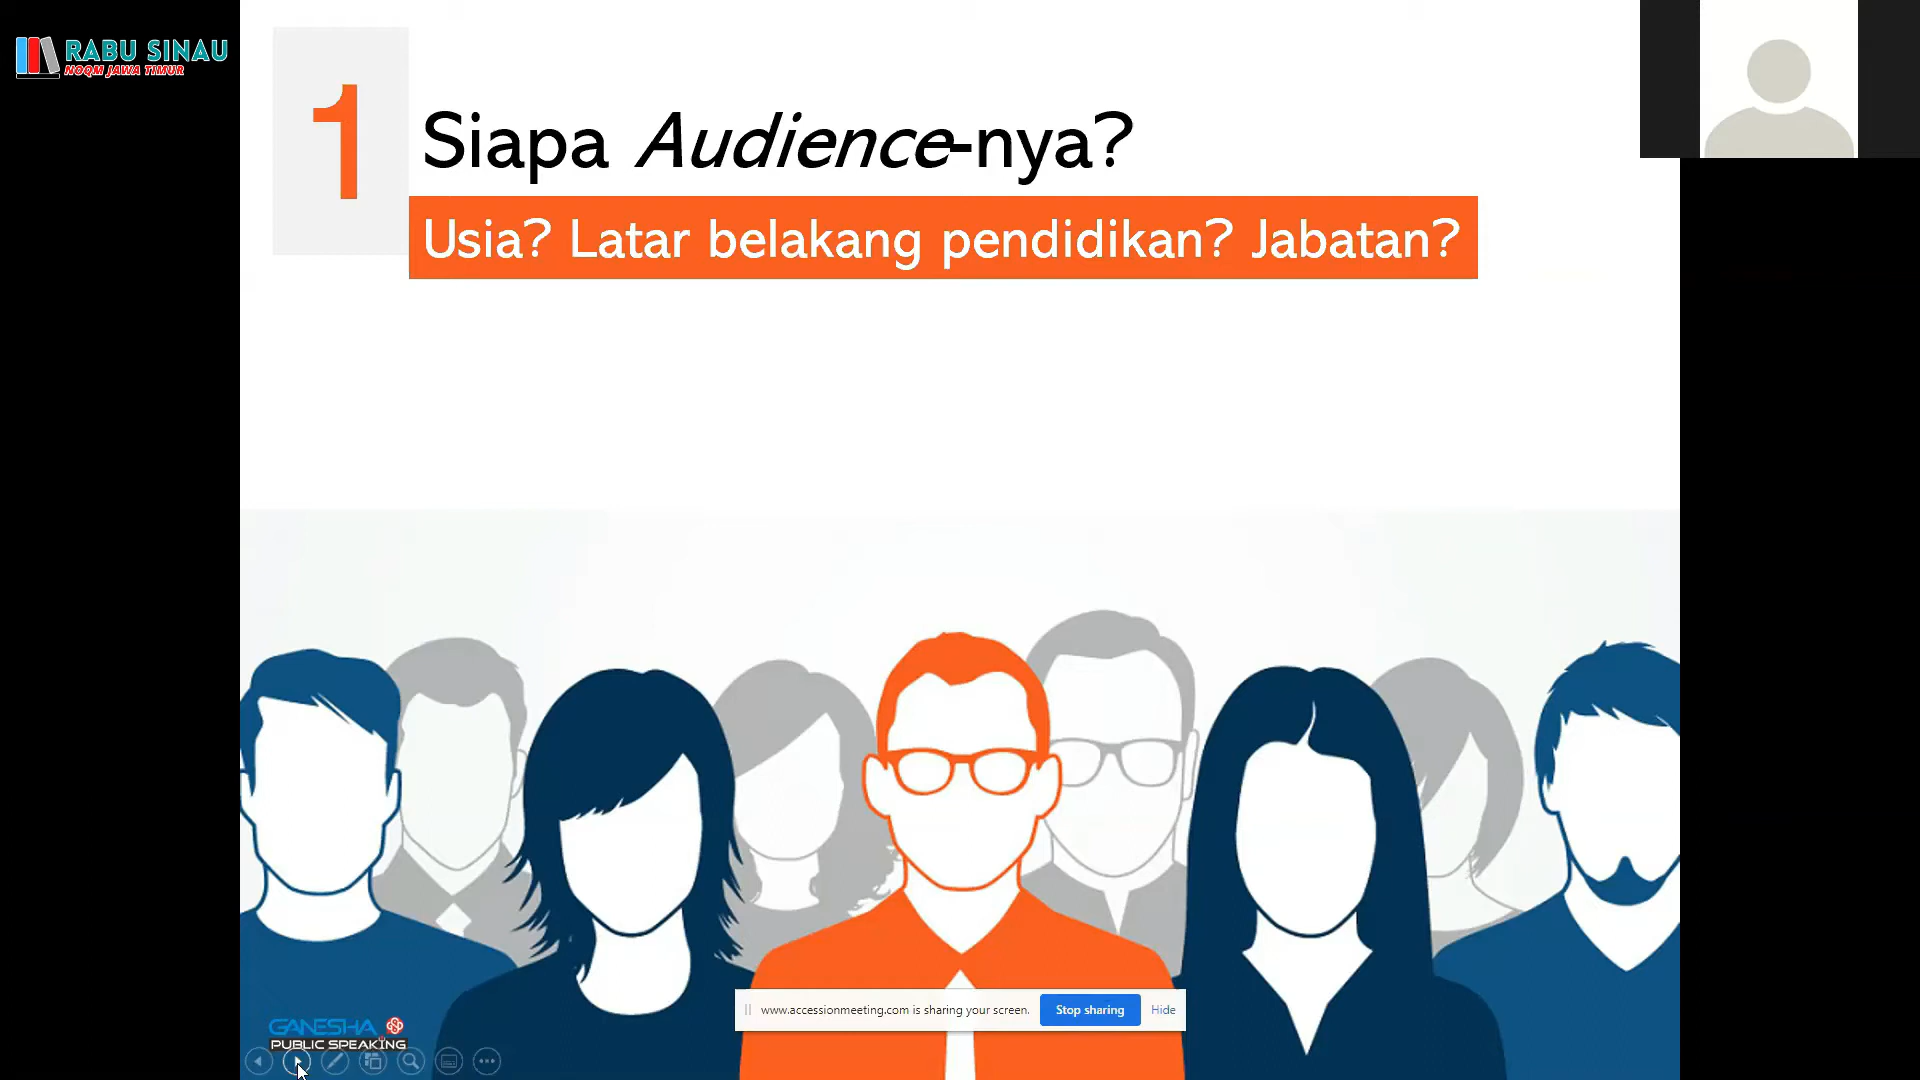 RABU SINAU
NOQM JAWA TIMUR
1
Siapa Audience-nya?
Usia? Latar belakang pendidikan? Jabatan?
www.accessionmeeting.com is sharing your screen.
Stop sharing
Hide
GANESHA
PUBLIC SPEAKING